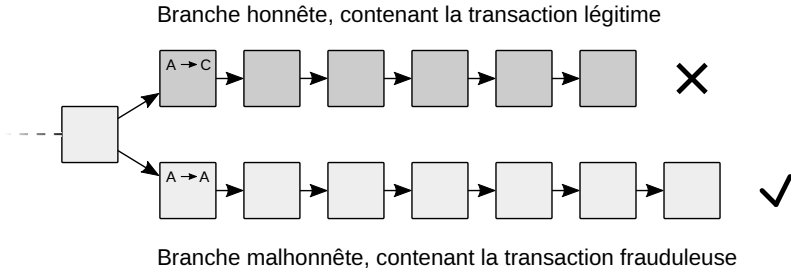 Branche honnête, contenant la transaction légitime
A → C
A → A
Branche malhonnête, contenant la transaction frauduleuse